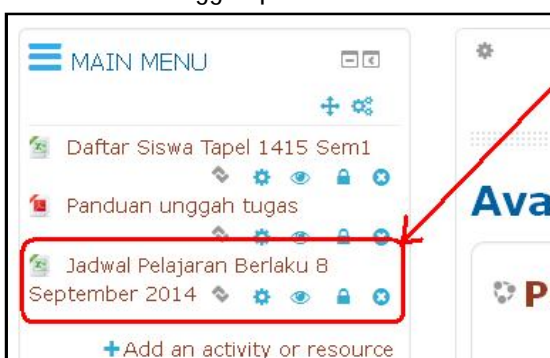 MAIN MENU
Daftar Siswa Tapel 1415 Sem1
Panduan unggah tugas
Jadwal Pelajaran Berlaku 8
September 2014
+Add an activity or resource
Ava
P